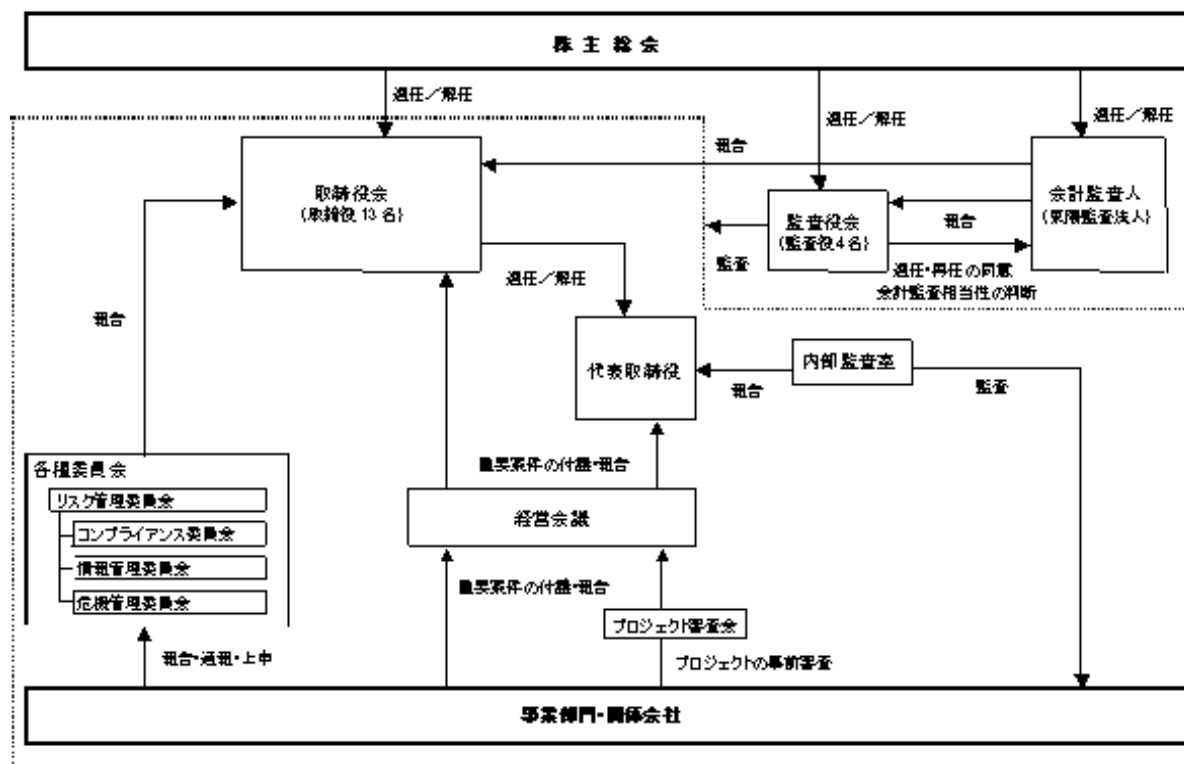 株主総会
選任／解任
選任／解任
選任／解任
報告
取締役会
(取締役13名)
監査役会
(監査役4名)
会計監査人
(東陽監査法人)
報告
監査
選任・再任の同意
会計監査相当性の判断
選任／解任
報告
代表取締役
内部監査室
報告
監査
重要案件の付議・報告
各種委員会
リスク管理委員会
コンプライアンス委員会
情報管理委員会
危機管理委員会
経営会議
重要案件の付議・報告
プロジェクト審査会
報告・通報・上申
プロジェクトの事前審査
事業部門・関係会社